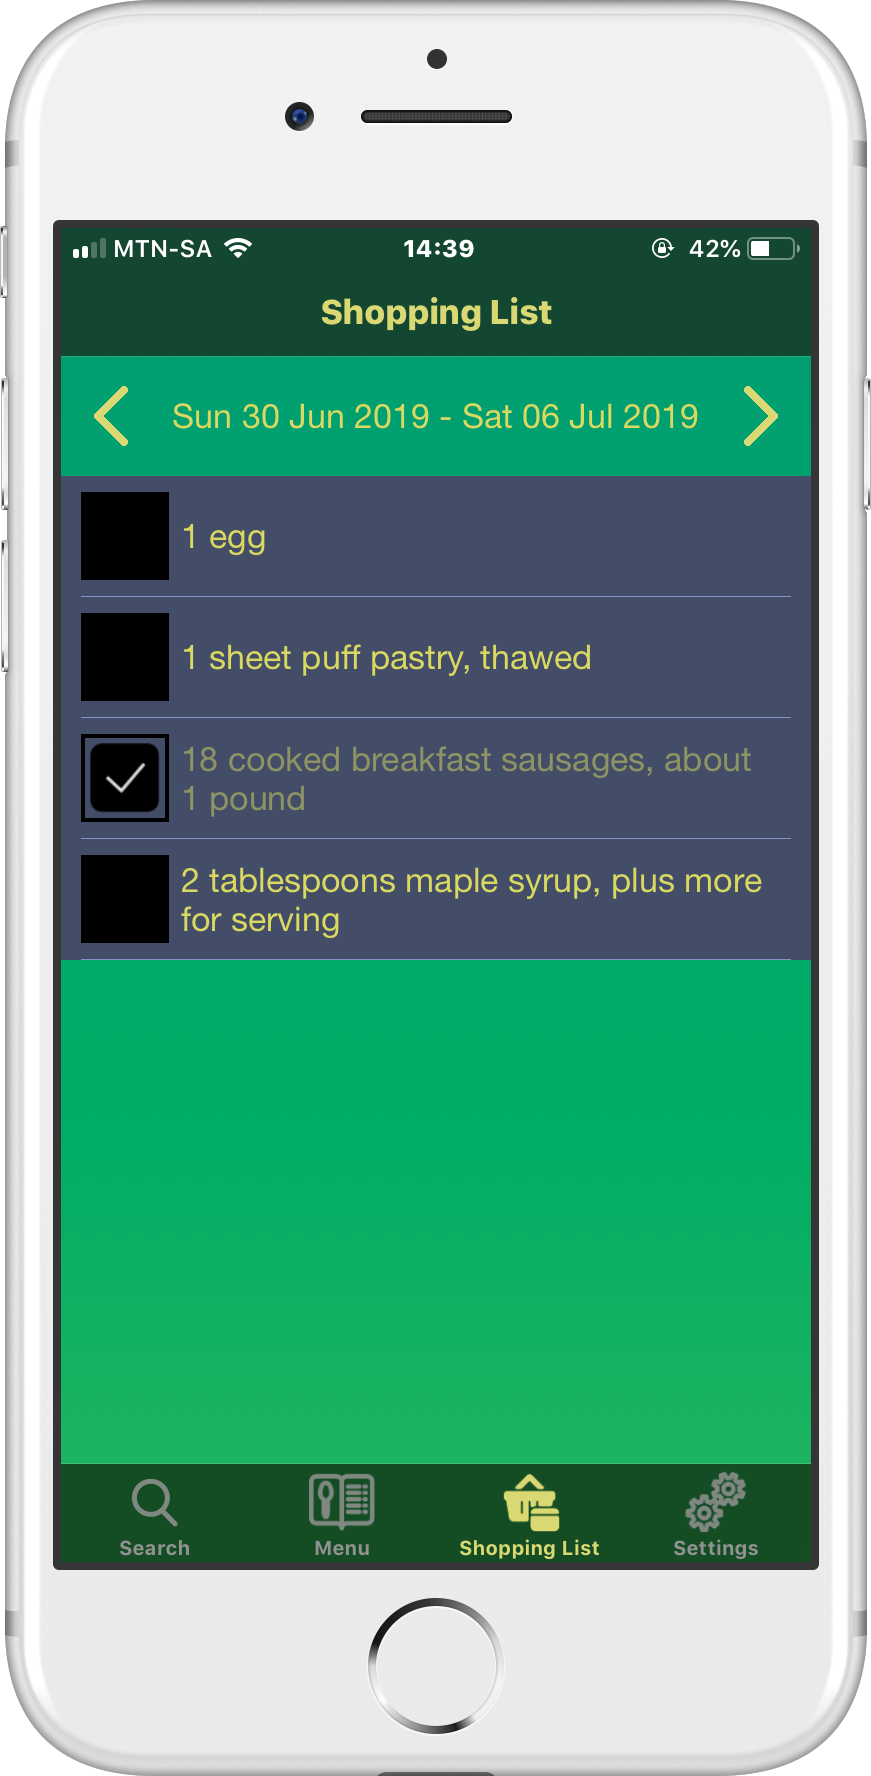 MTN-SA 14:39 42%
Shopping List
Sun 30 Jun 2019 - Sat 06 Jul 2019
1 egg
1 sheet puff pastry, thawed
18 cooked breakfast sausages, about
1 pound
2 tablespoons maple syrup, plus more
for serving
Search Menu Shopping List Settings